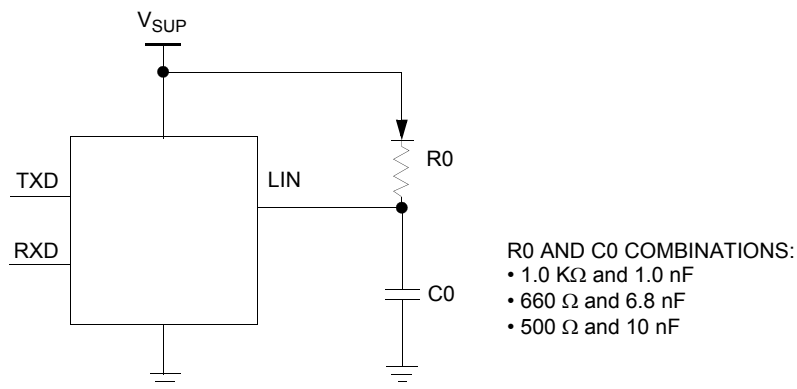 VSUP
R0
TXD
LIN
RXD
C0
R0 AND C0 COMBINATIONS:
• 1.0 KΩ and 1.0 nF
• 660 Ω and 6.8 nF
• 500 Ω and 10 nF